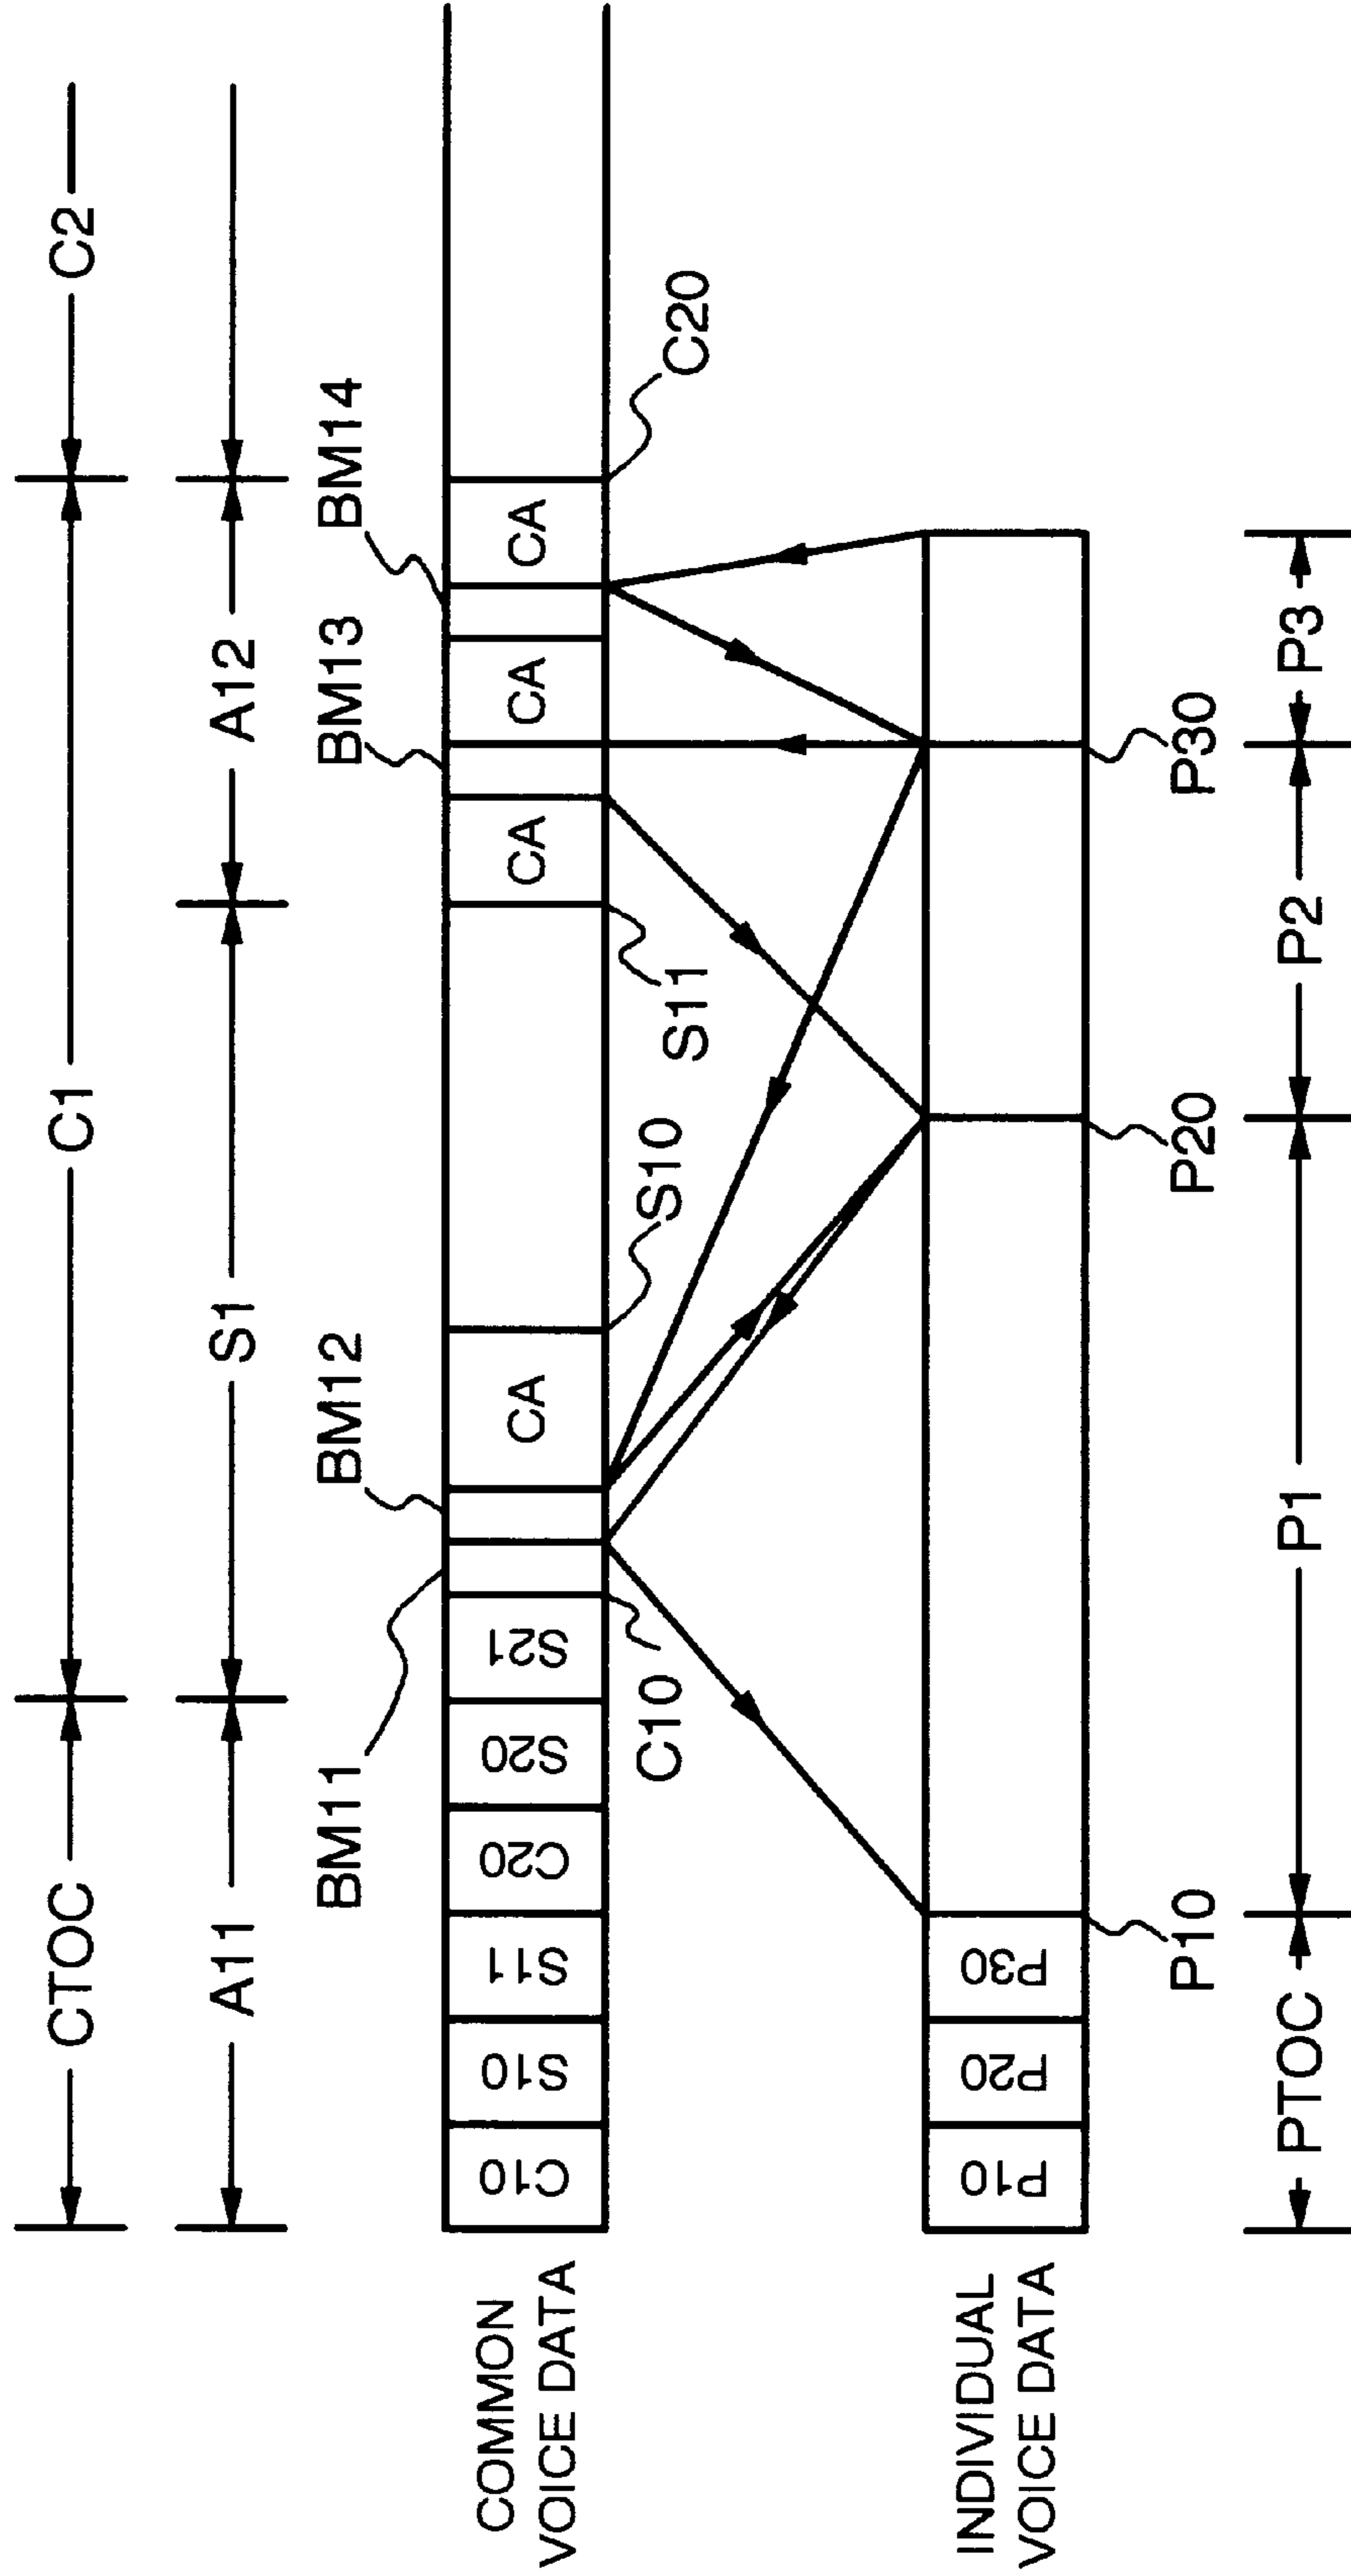 CTOC
C1
C2
A11
S1
A12
BM11
BM12
BM13
BM14
COMMON
VOICE DATA
C10
S10
S11
C20
S20
S21
CA
CA
CA
CA
C10
S10
S11
C20
INDIVIDUAL
VOICE DATA
P10
P20
P30
P10
P20
P30
PTOC
P1
P2
P3